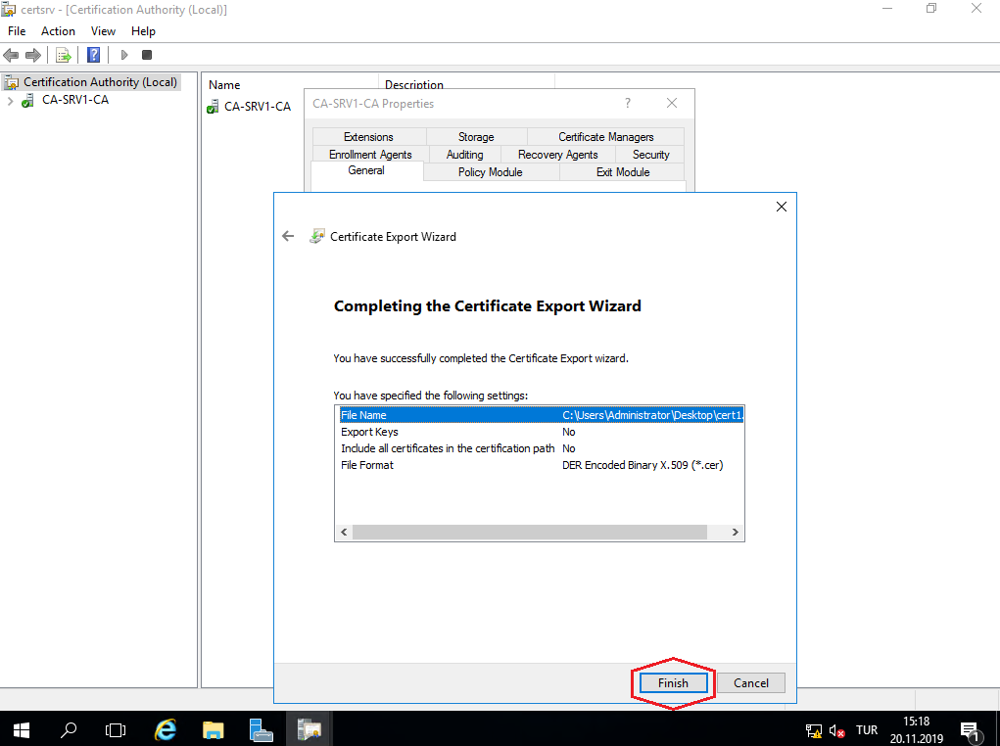 certsrv - [Certification Authority (Local)]
File Action View Help
?
Certification Authority (Local)
CA-SRV1-CA
Name Description
CA-SRV1-CA
CA-SRV1-CA Properties ?
Extensions Storage Certificate Managers
Enrollment Agents Auditing Recovery Agents Security
General Policy Module Exit Module
Certificate Export Wizard
Completing the Certificate Export Wizard
You have successfully completed the Certificate Export wizard.
You have specified the following settings:
File Name C:\Users\Administrator\Desktop\cert1.
Export Keys No
Include all certificates in the certification path No
File Format DER Encoded Binary X.509 (*.cer)
Finish Cancel
TUR 15:18
20.11.2019 1